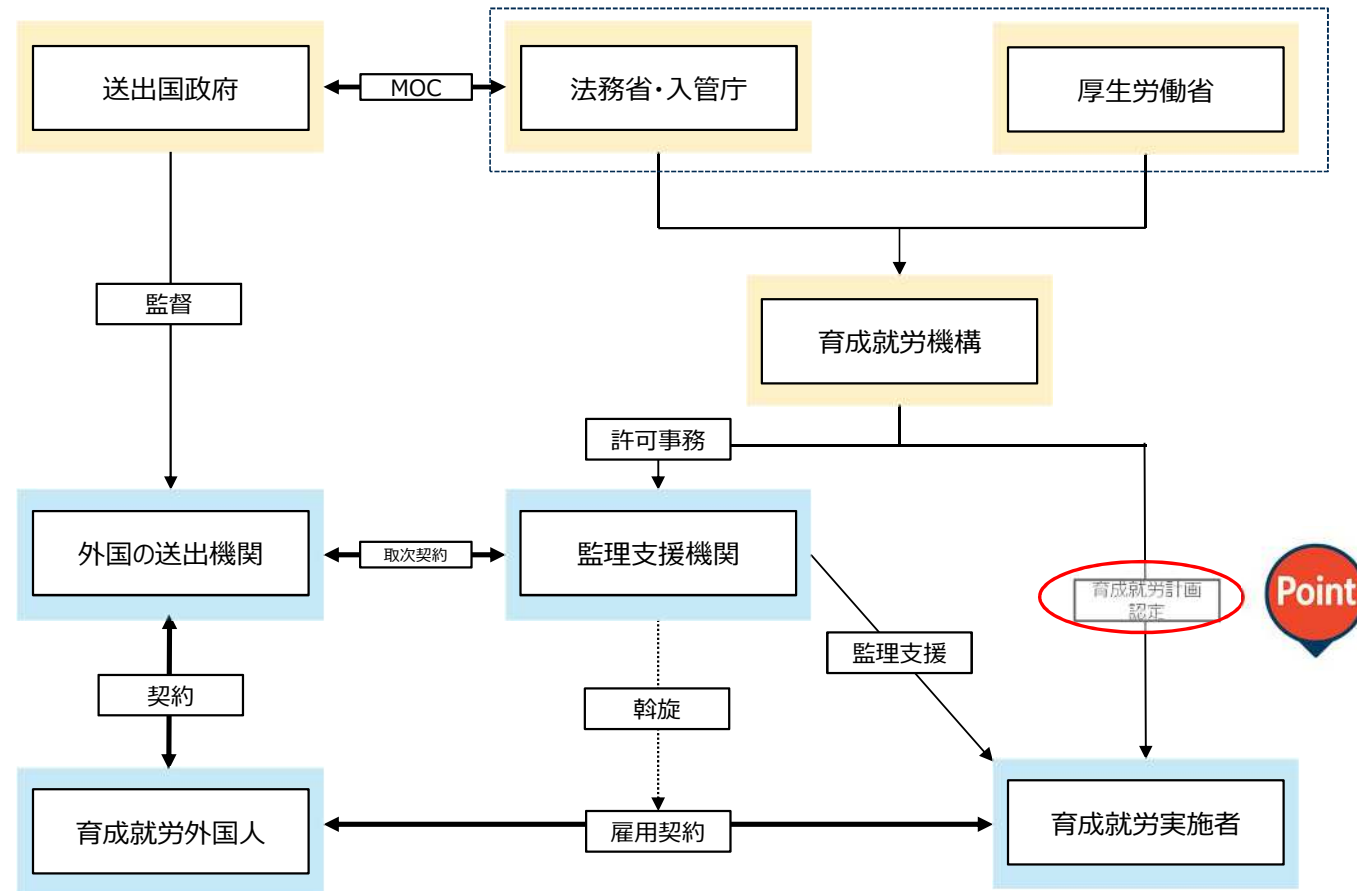 送出国政府
MOC
法務省・入管庁
厚生労働省
監督
育成就労機構
許可事務
外国の送出機関
取次契約
監理支援機関
育成就労計画
認定
Point
監理支援
契約
斡旋
育成就労外国人
雇用契約
育成就労実施者